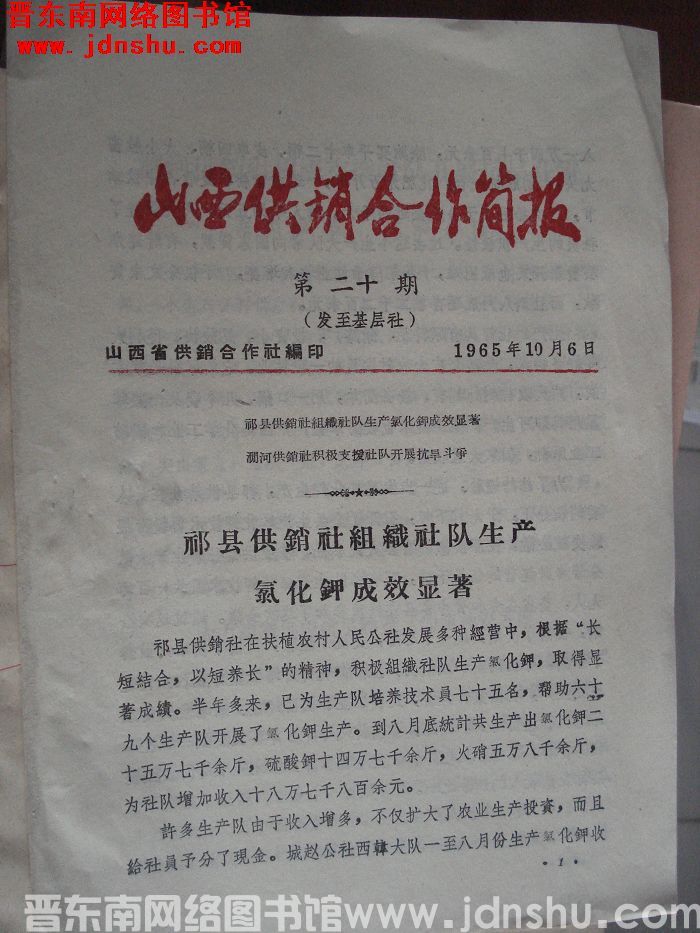 晋东南网络图书馆
www.jdnshu.com
山西供銷合作简报
第二十期
（发至基层社）
山西省供銷合作社編印 1965年10月6日
祁县供銷社組織社队生产氯化鉀成效显著
供銷社积极支援社队开展抗旱斗爭
祁县供銷社組織社队生产
氯化鉀成效显著
祁县供銷社在扶植农村人民公社发展多种經营中，根据“长
短結合，以短养长”的精神，积极組織社队生产氯化鉀，取得显
著成績。半年多来，已为生产队培养技术員七十五名，帮助六十
九个生产队开展了氯化鉀生产。到八月底統計共生产出氯化鉀二
十五万七千余斤，硫酸鉀十四万七千余斤，火硝五万八千余斤，
为社队增加收入十八万七千八百余元。
許多生产队由于收入增多，不仅扩大了农业生产投資，而且
給社員予分了現金。城赵公社西韓大队一至八月份生产氯化鉀收
·1·
晋东南网络图书馆 www.jdnshu.com